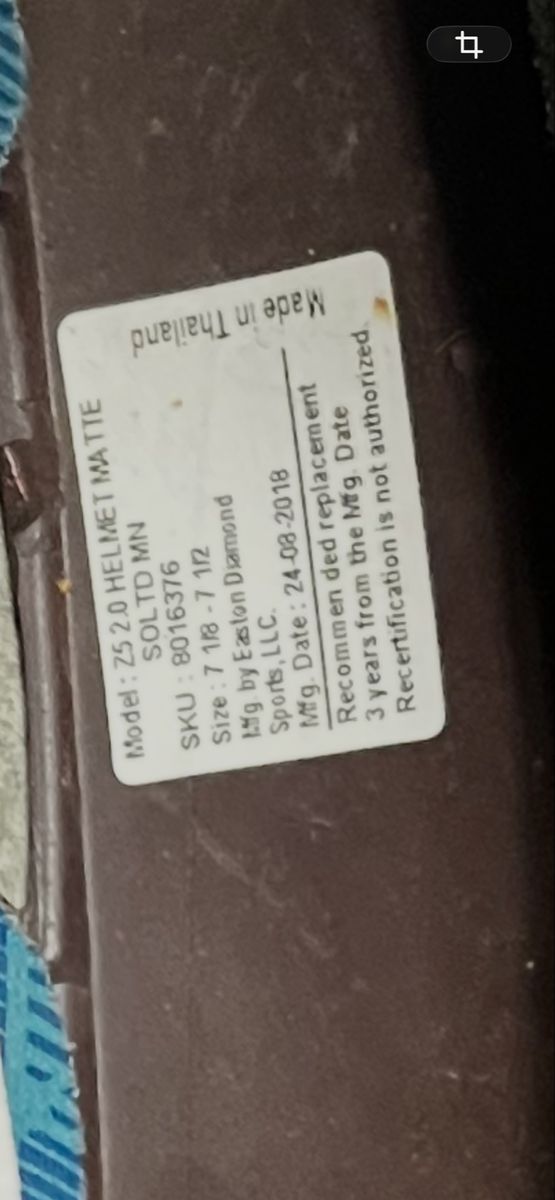 Model : Z5 2.0 HELMET MATTE
SOLTD MN
SKU : 8016376
Size : 7 1/8 - 7 1/2
Mfg. by Easton Diamond
Sports, LLC.
Mfg. Date : 24-08-2018
Recommended replacement
3 years from the Mfg. Date
Recertification is not authorized.
Made in Thailand